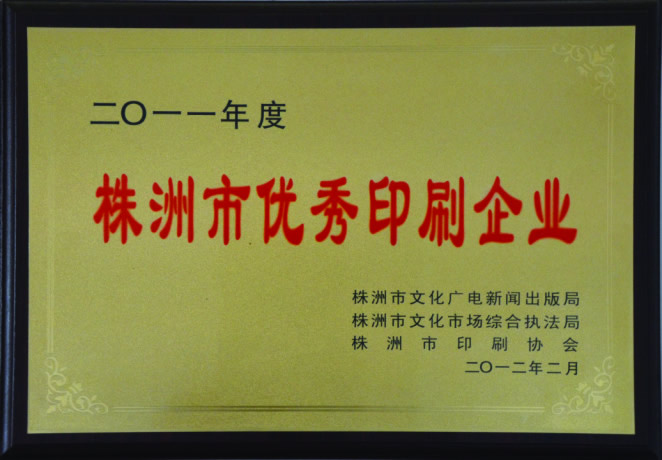 二〇一一年度
株洲市优秀印刷企业
株洲市文化广电新闻出版局
株洲市文化市场综合执法局
株洲市印刷协会
二〇一二年二月